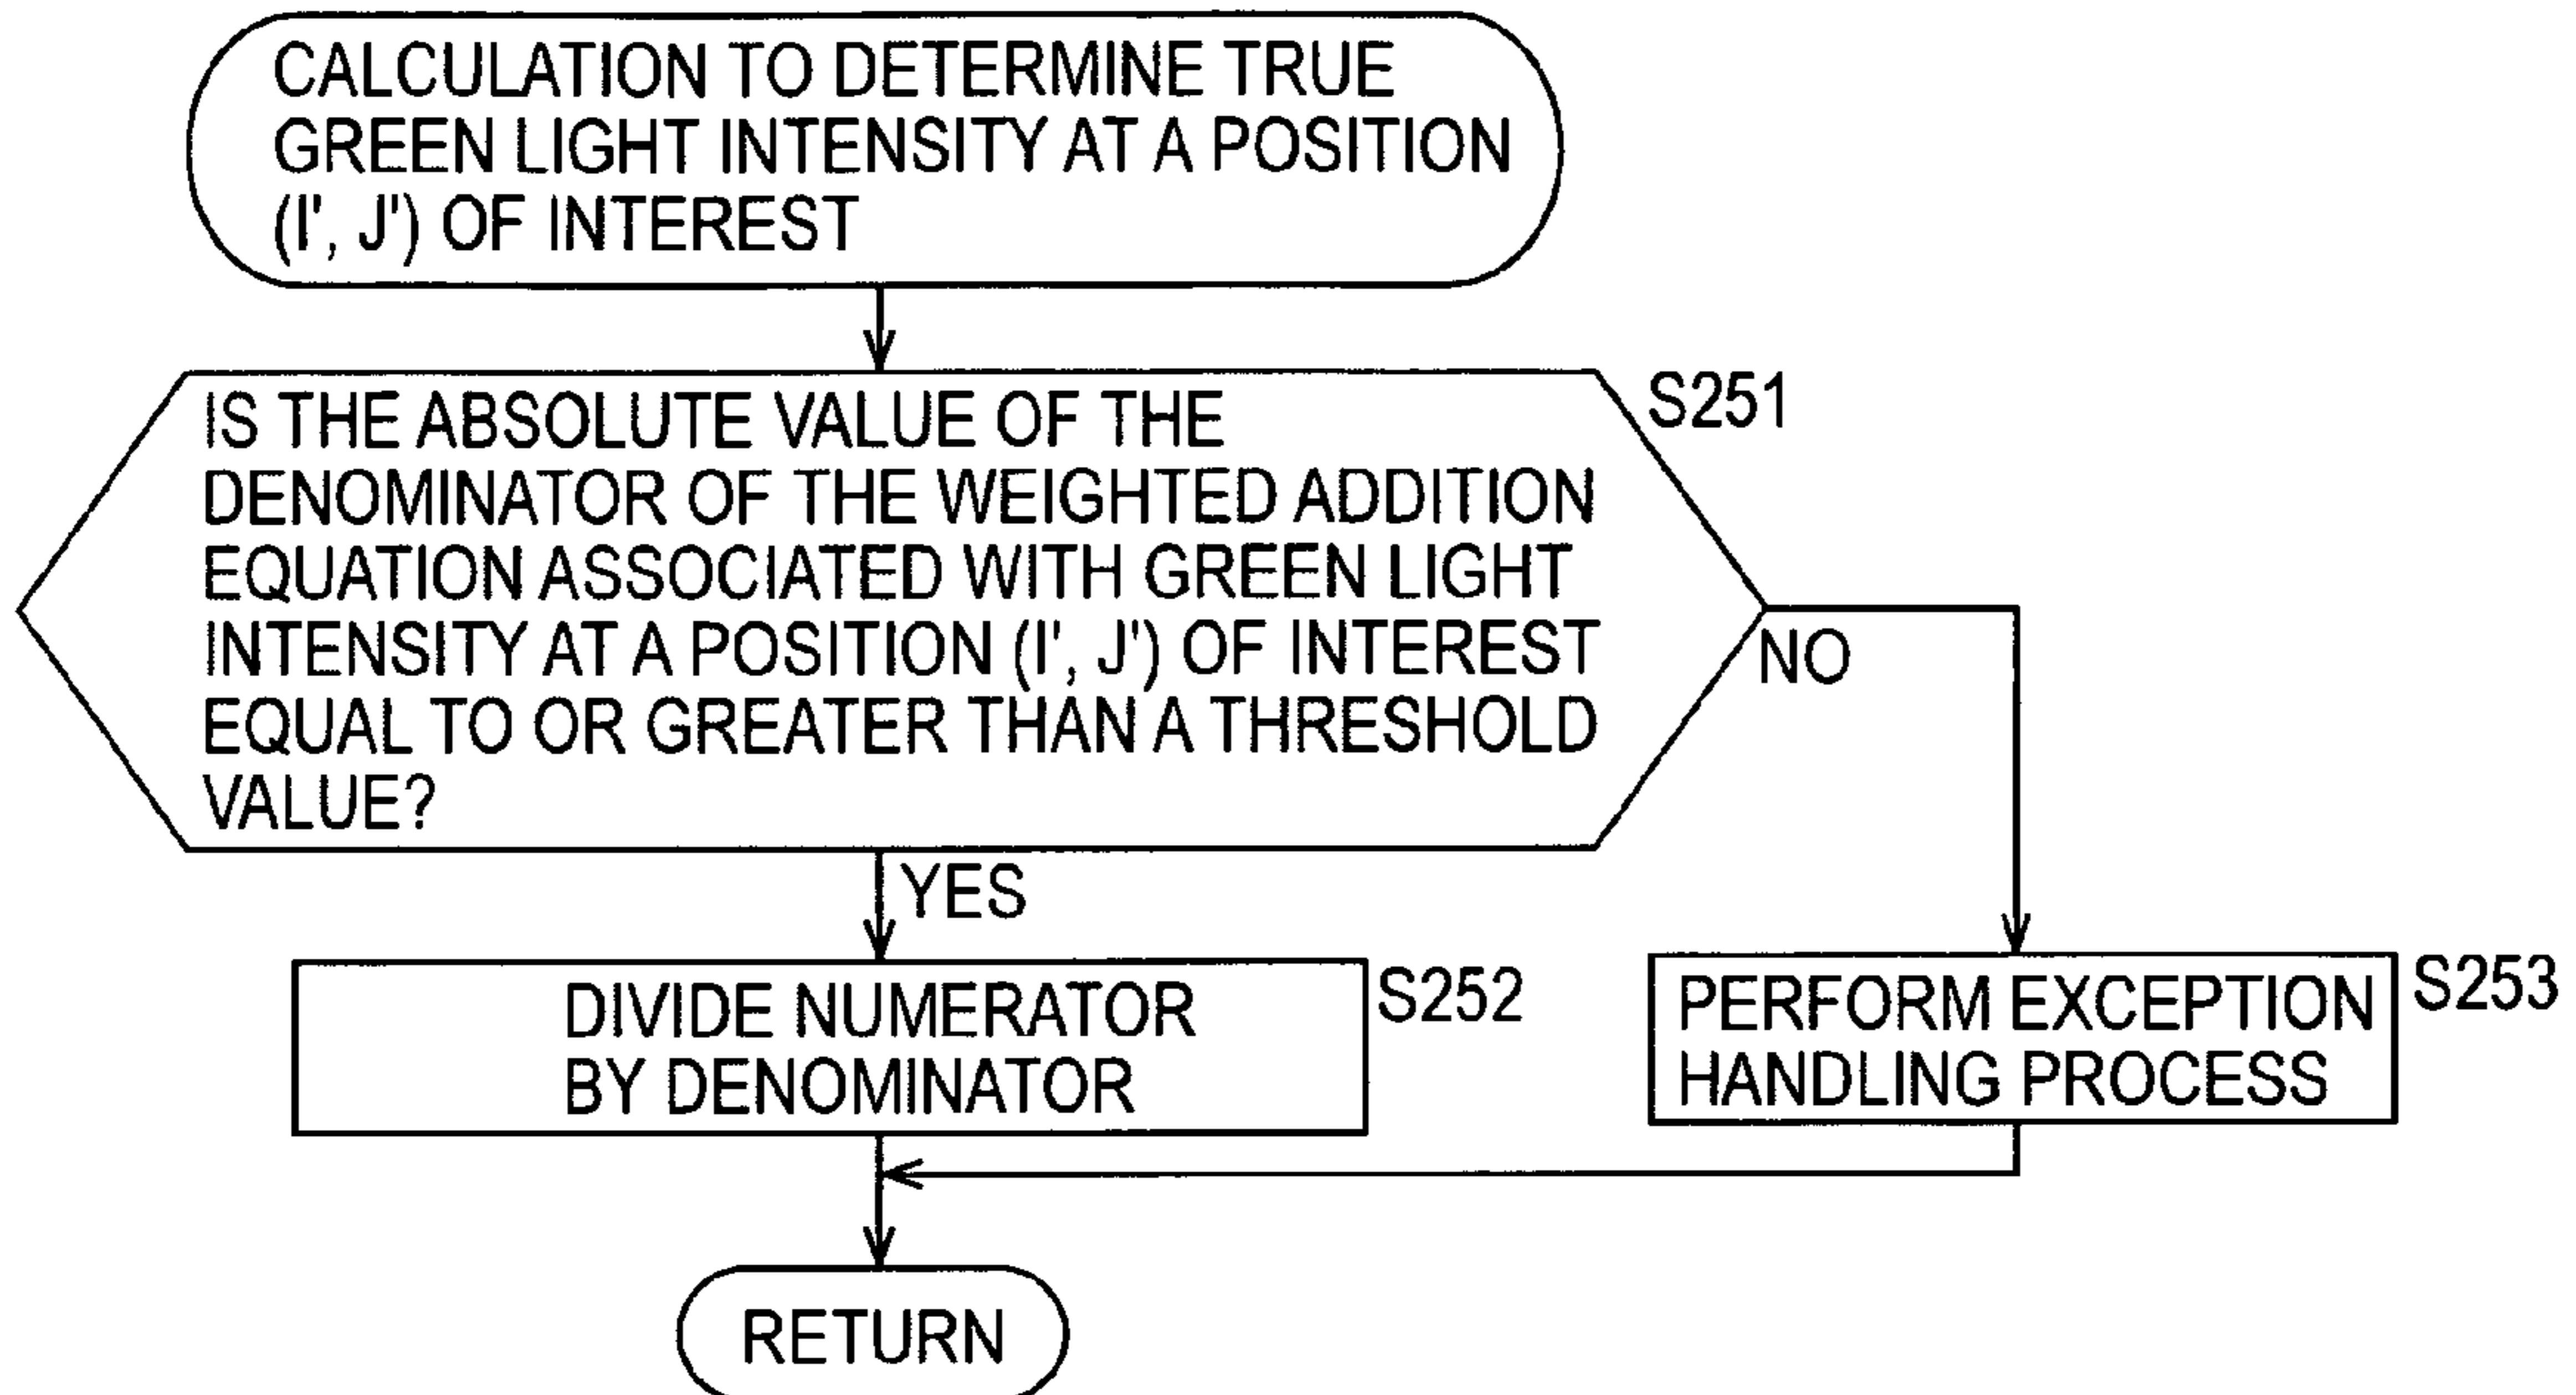 CALCULATION TO DETERMINE TRUE
GREEN LIGHT INTENSITY AT A POSITION
(I', J') OF INTEREST
IS THE ABSOLUTE VALUE OF THE
DENOMINATOR OF THE WEIGHTED ADDITION
EQUATION ASSOCIATED WITH GREEN LIGHT
INTENSITY AT A POSITION (I', J') OF INTEREST
EQUAL TO OR GREATER THAN A THRESHOLD
VALUE?
S251
NO
YES
DIVIDE NUMERATOR
BY DENOMINATOR
S252
PERFORM EXCEPTION
HANDLING PROCESS
S253
RETURN